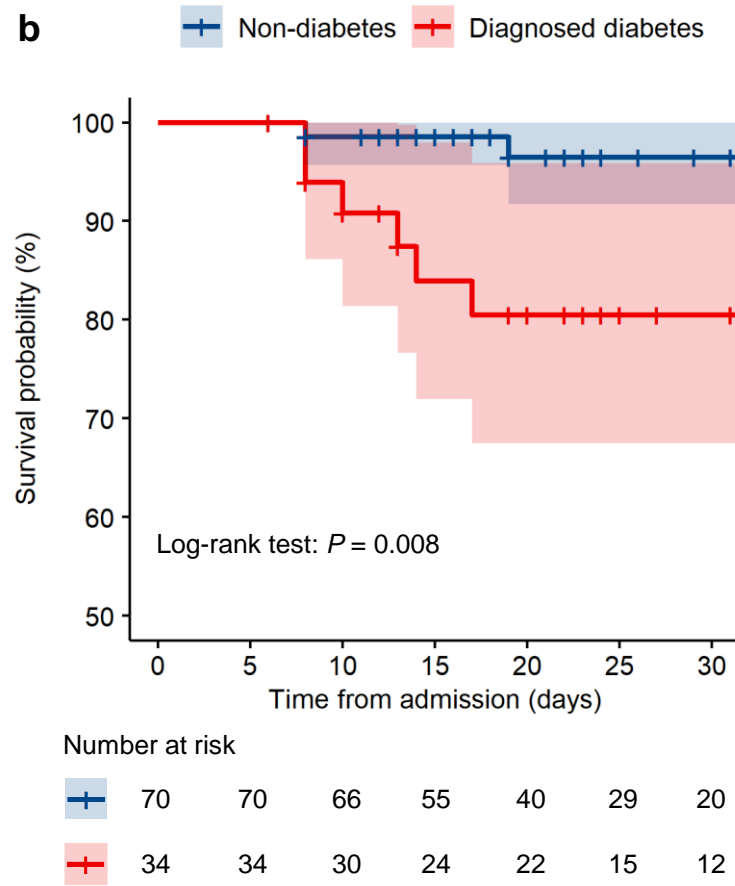 b
Non-diabetes Diagnosed diabetes
Survival probability (%)
100
90
80
70
60
50
Log-rank test: P = 0.008
0 5 10 15 20 25 30
Time from admission (days)
Number at risk
70 70 66 55 40 29 20
34 34 30 24 22 15 12